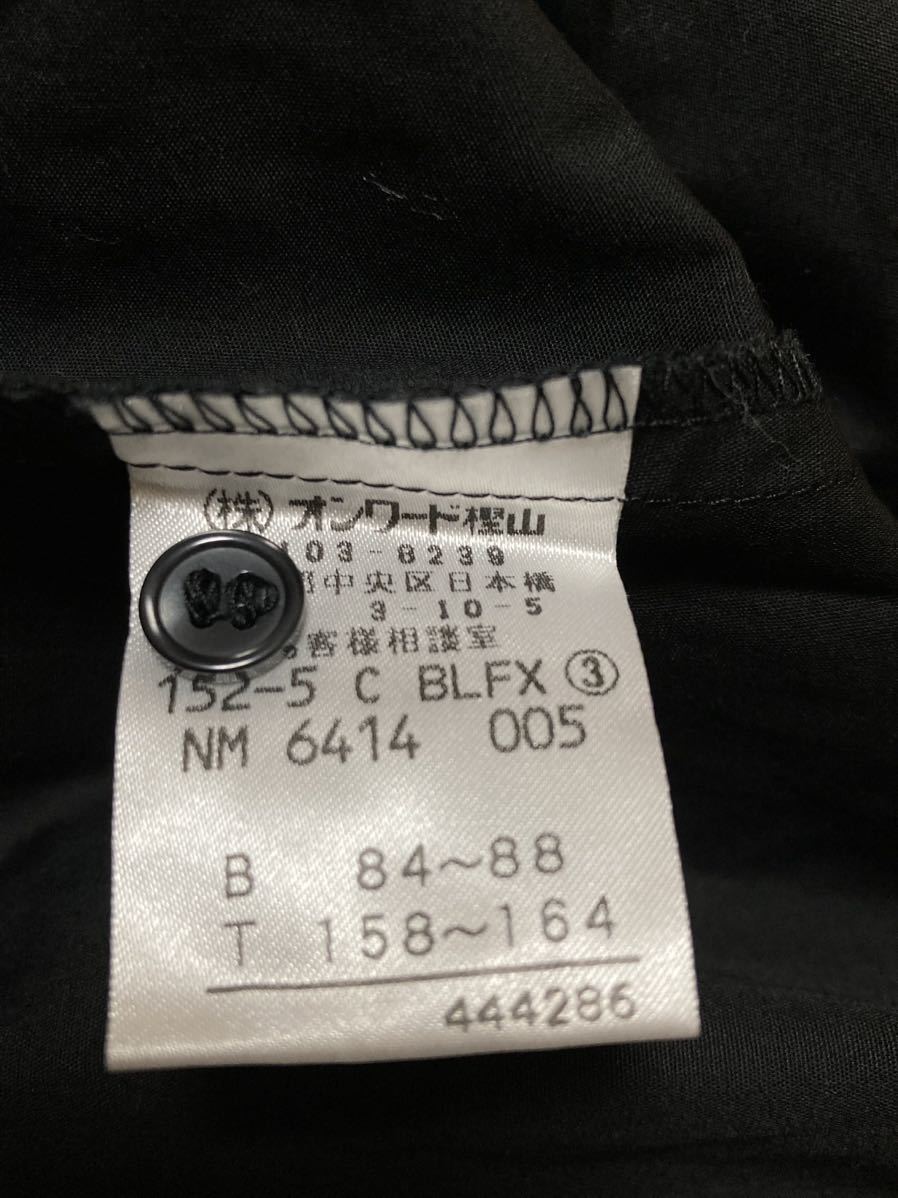 (株)オンワード樫山
103-8239
中央区日本橋
3-10-5
客様相談室
152-5 C BLFX ③
NM 6414 005
B 84~88
T 158~164
444286